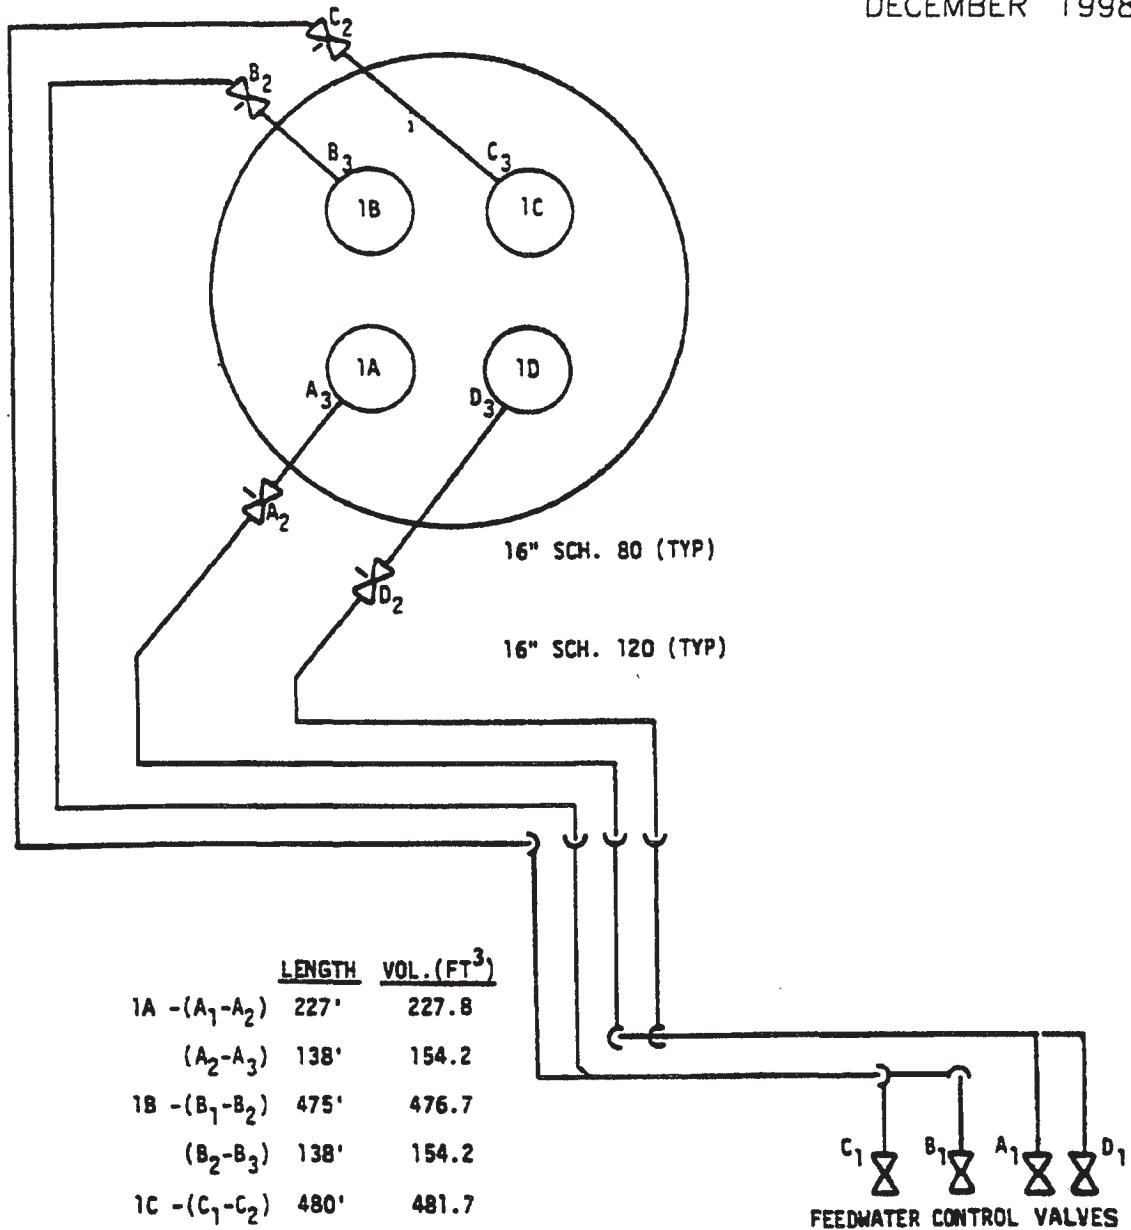 DECEMBER 1998
C2
B2
B3
C3
1B
1C
1A
1D
A3
D3
A2
16" SCH. 80 (TYP)
D2
16" SCH. 120 (TYP)
LENGTH VOL.(FT3)
1A -(A1-A2) 227' 227.8
(A2-A3) 138' 154.2
1B -(B1-B2) 475' 476.7
(B2-B3) 138' 154.2
1C -(C1-C2) 480' 481.7
C1 B1 A1 D1
FEEDWATER CONTROL VALVES